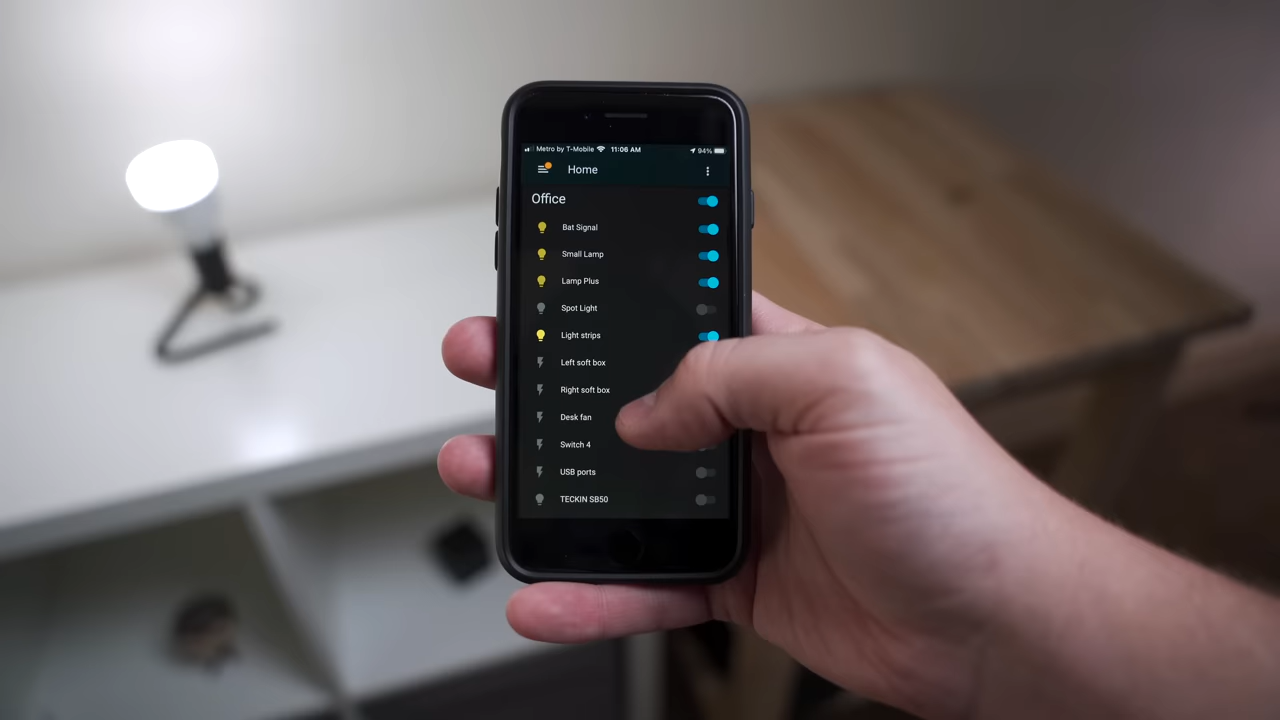 Metro by T-Mobile 11:06 AM 94%
Home
Office
Bat Signal
Small Lamp
Lamp Plus
Spot Light
Light strips
Left soft box
Right soft box
Desk fan
Switch 4
USB ports
TECKIN SB50